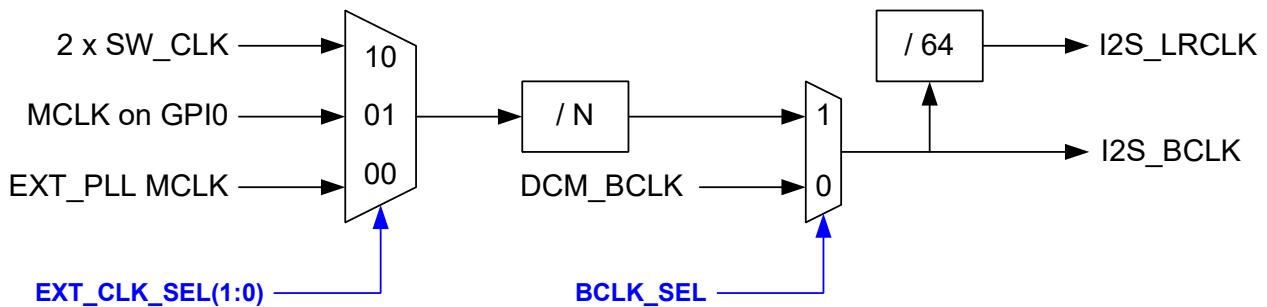 2 x SW_CLK
MCLK on GPI0
EXT_PLL MCLK
10
01
00
EXT_CLK_SEL(1:0)
/ N
DCM_BCLK
1
0
BCLK_SEL
/ 64
I2S_LRCLK
I2S_BCLK